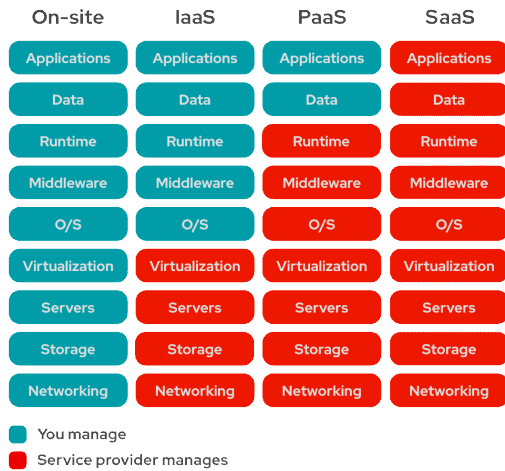 On-site IaaS PaaS SaaS
Applications Applications Applications Applications
Data Data Data Data
Runtime Runtime Runtime Runtime
Middleware Middleware Middleware Middleware
O/S O/S O/S O/S
Virtualization Virtualization Virtualization Virtualization
Servers Servers Servers Servers
Storage Storage Storage Storage
Networking Networking Networking Networking
You manage
Service provider manages